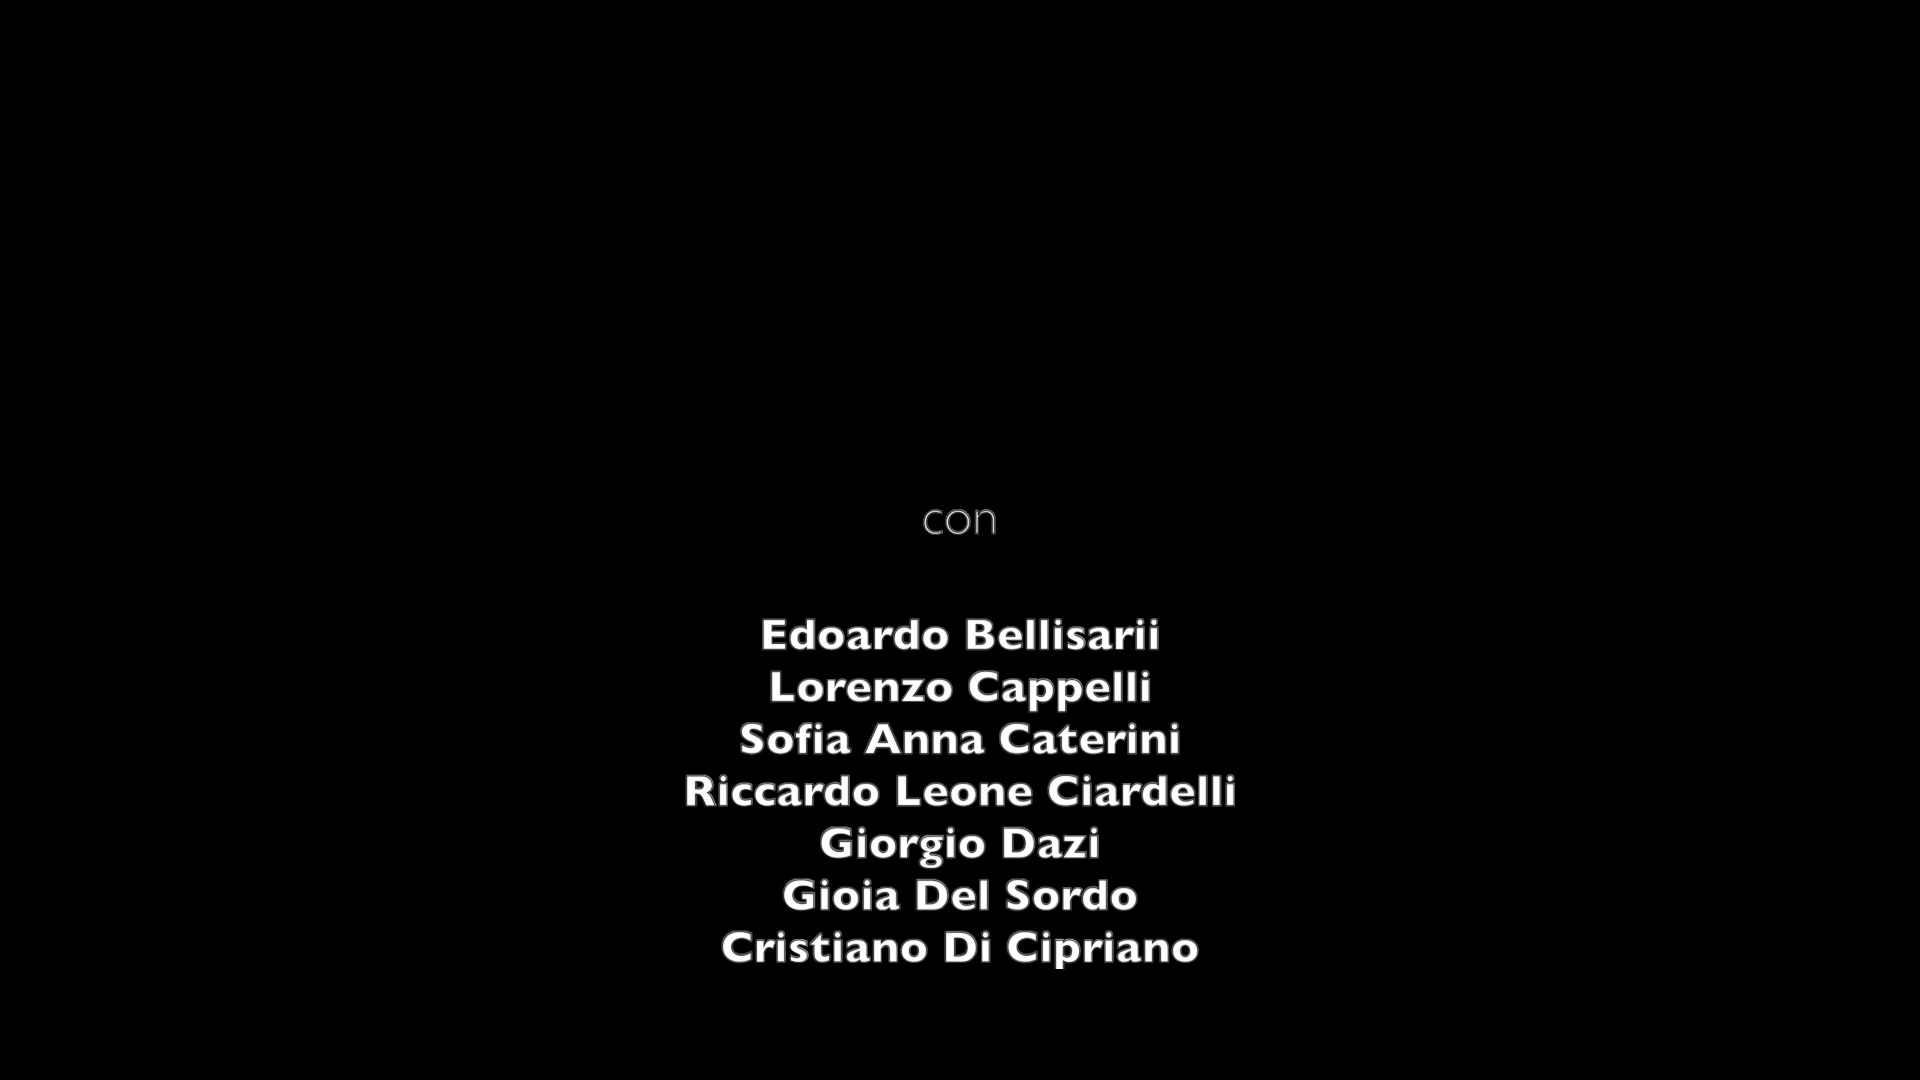 con
Edoardo Bellisarii
Lorenzo Cappelli
Sofia Anna Caterini
Riccardo Leone Ciardelli
Giorgio Dazi
Gioia Del Sordo
Cristiano Di Cipriano